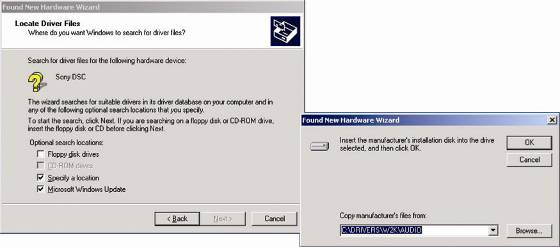 Found New Hardware Wizard
Locate Driver Files
Where do you want Windows to search for driver files?
Search for driver files for the following hardware device:
Sony DSC
The wizard searches for suitable drivers in its driver database on your computer and in
any of the following optional search locations that you specify.
To start the search, click Next. If you are searching on a floppy disk or CD-ROM drive,
insert the floppy disk or CD before clicking Next.
Optional search locations:
Floppy disk drives
CD-ROM drives
Specify a location
Microsoft Windows Update
< Back
Next >
Cancel
Found New Hardware Wizard
Insert the manufacturer's installation disk into the drive
selected, and then click OK.
OK
Cancel
Copy manufacturer's files from:
C:\DRIVERS\W2K\AUDIO
Browse...